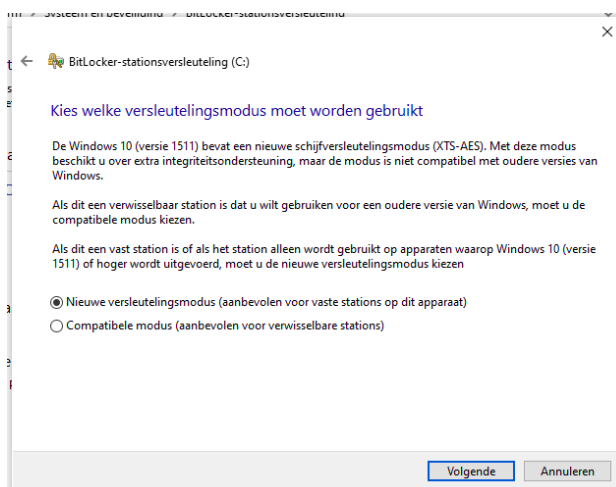 Systeem en beveiliging > BitLocker-stationsversleuteling
BitLocker-stationsversleuteling (C:)
Kies welke versleutelingsmodus moet worden gebruikt
De Windows 10 (versie 1511) bevat een nieuwe schijfversleutelingsmodus (XTS-AES). Met deze modus
beschikt u over extra integriteitsondersteuning, maar de modus is niet compatibel met oudere versies van
Windows.
Als dit een verwisselbaar station is dat u wilt gebruiken voor een oudere versie van Windows, moet u de
compatibele modus kiezen.
Als dit een vast station is of als het station alleen wordt gebruikt op apparaten waarop Windows 10 (versie
1511) of hoger wordt uitgevoerd, moet u de nieuwe versleutelingsmodus kiezen
Nieuwe versleutelingsmodus (aanbevolen voor vaste stations op dit apparaat)
Compatibele modus (aanbevolen voor verwisselbare stations)
Volgende Annuleren